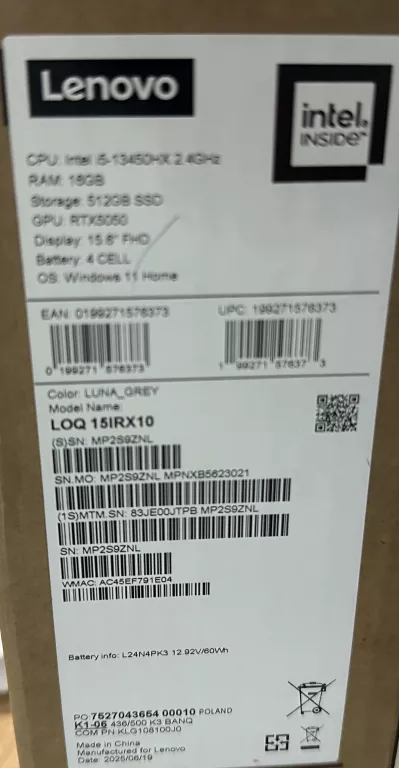 Lenovo
intel.
INSIDE™
CPU: Intel i5-13450HX 2.4GHz
RAM: 16GB
Storage: 512GB SSD
GPU: RTX5050
Display: 15.6" FHD
Battery: 4 CELL
OS: Windows 11 Home
EAN: 0199271576373
UPC: 199271576373
0 199271 576373
1 99271 57637 3
Color: LUNA_GREY
Model Name:
LOQ 15IRX10
(S)SN: MP2S9ZNL
SN.MO: MP2S9ZNL MPNXB5623021
(1S)MTM.SN: 83JE00JTPB MP2S9ZNL
SN: MP2S9ZNL
WMAC: AC45EF791E04
Battery info: L24N4PK3 12.92V/60Wh
PO 7527043654 00010 POLAND
K1-06 436/500 K3 BANQ
COM PN KLG108100J0
Made in China
Manufactured for Lenovo
Date: 2025/06/19